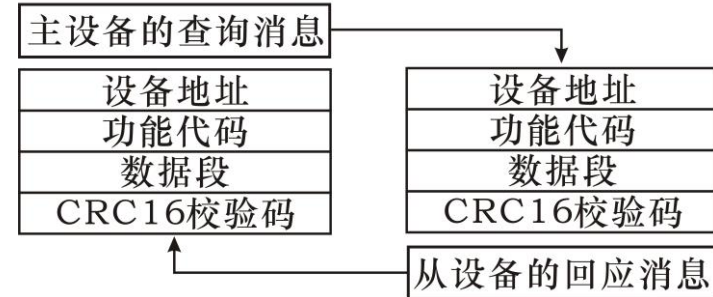 主设备的查询消息
设备地址
功能代码
数据段
CRC16校验码
设备地址
功能代码
数据段
CRC16校验码
从设备的回应消息